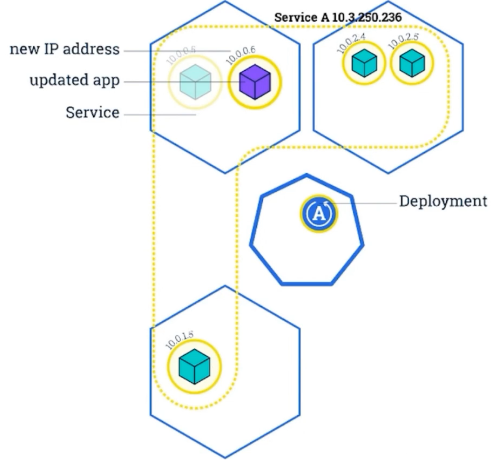 Service A 10.3.250.236
new IP address
10.0.0.6
10.0.2.4
10.0.2.5
updated app
Service
Deployment
A
10.0.1.5